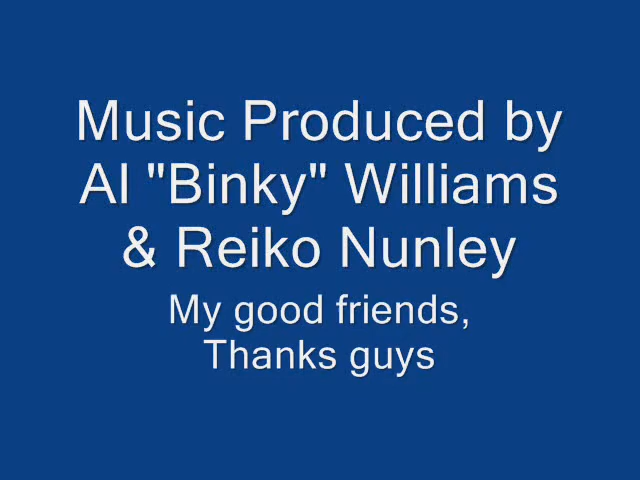 Music Produced by
Al "Binky" Williams
& Reiko Nunley
My good friends,
Thanks guys